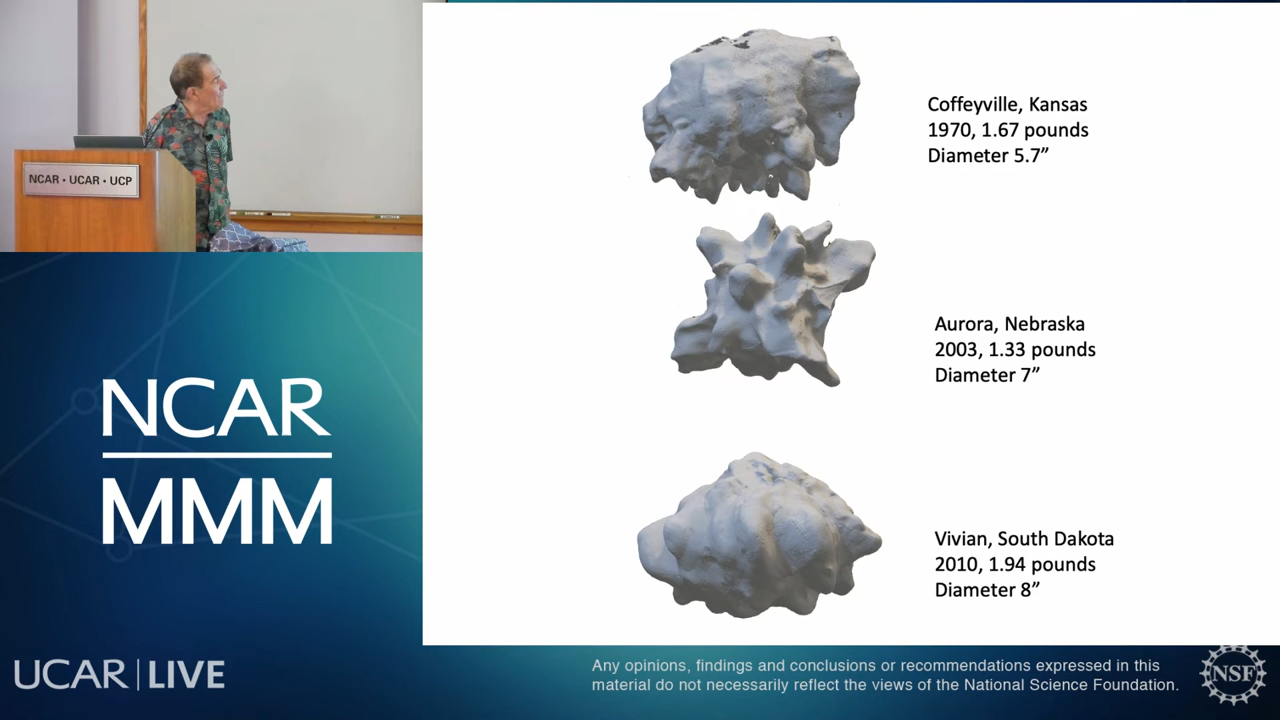 NCAR • UCAR • UCP
Coffeyville, Kansas
1970, 1.67 pounds
Diameter 5.7”
Aurora, Nebraska
2003, 1.33 pounds
Diameter 7”
Vivian, South Dakota
2010, 1.94 pounds
Diameter 8”
NCAR
MMM
UCAR | LIVE
Any opinions, findings and conclusions or recommendations expressed in this
material do not necessarily reflect the views of the National Science Foundation.
NSF